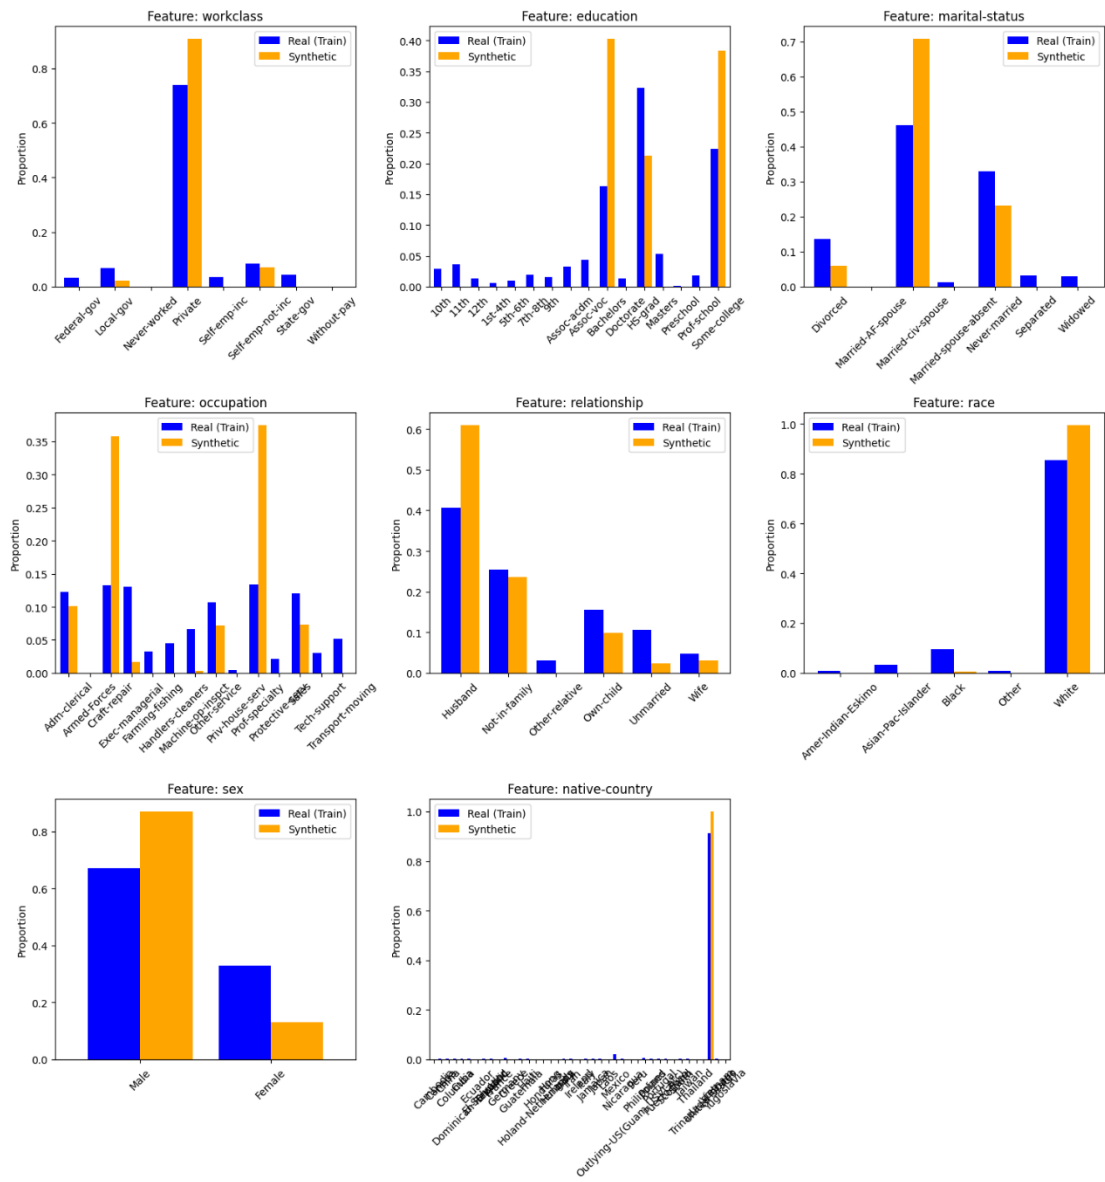 Feature: workclass
Real (Train)
Synthetic
Proportion
0.8
0.6
0.4
0.2
0.0
Federal-gov
Local-gov
Never-worked
Private
Self-emp-inc
Self-emp-not-inc
State-gov
Without-pay
Feature: education
Real (Train)
Synthetic
Proportion
0.40
0.35
0.30
0.25
0.20
0.15
0.10
0.05
0.00
10th
11th
12th
1st-4th
5th-6th
7th-8th
9th
Assoc-acdm
Assoc-voc
Bachelors
Doctorate
HS-grad
Masters
Preschool
Prof-school
Some-college
Feature: marital-status
Real (Train)
Synthetic
Proportion
0.7
0.6
0.5
0.4
0.3
0.2
0.1
0.0
Divorced
Married-AF-spouse
Married-civ-spouse
Married-spouse-absent
Never-married
Separated
Widowed
Feature: occupation
Real (Train)
Synthetic
Proportion
0.35
0.30
0.25
0.20
0.15
0.10
0.05
0.00
Adm-clerical
Armed-Forces
Craft-repair
Exec-managerial
Farming-fishing
Handlers-cleaners
Machine-op-inspct
Other-service
Priv-house-serv
Prof-specialty
Protective-serv
Sales
Tech-support
Transport-moving
Feature: relationship
Real (Train)
Synthetic
Proportion
0.6
0.5
0.4
0.3
0.2
0.1
0.0
Husband
Not-in-family
Other-relative
Own-child
Unmarried
Wife
Feature: race
Real (Train)
Synthetic
Proportion
1.0
0.8
0.6
0.4
0.2
0.0
Amer-Indian-Eskimo
Asian-Pac-Islander
Black
Other
White
Feature: sex
Real (Train)
Synthetic
Proportion
0.8
0.6
0.4
0.2
0.0
Male
Female
Feature: native-country
Real (Train)
Synthetic
Proportion
1.0
0.8
0.6
0.4
0.2
0.0
Columbia
Cuba
Ecuador
Greece
Guatemala
Haiti
Honduras
Ireland
Mexico
Nicaragua
Peru
Taiwan
Thailand
Yugoslavia